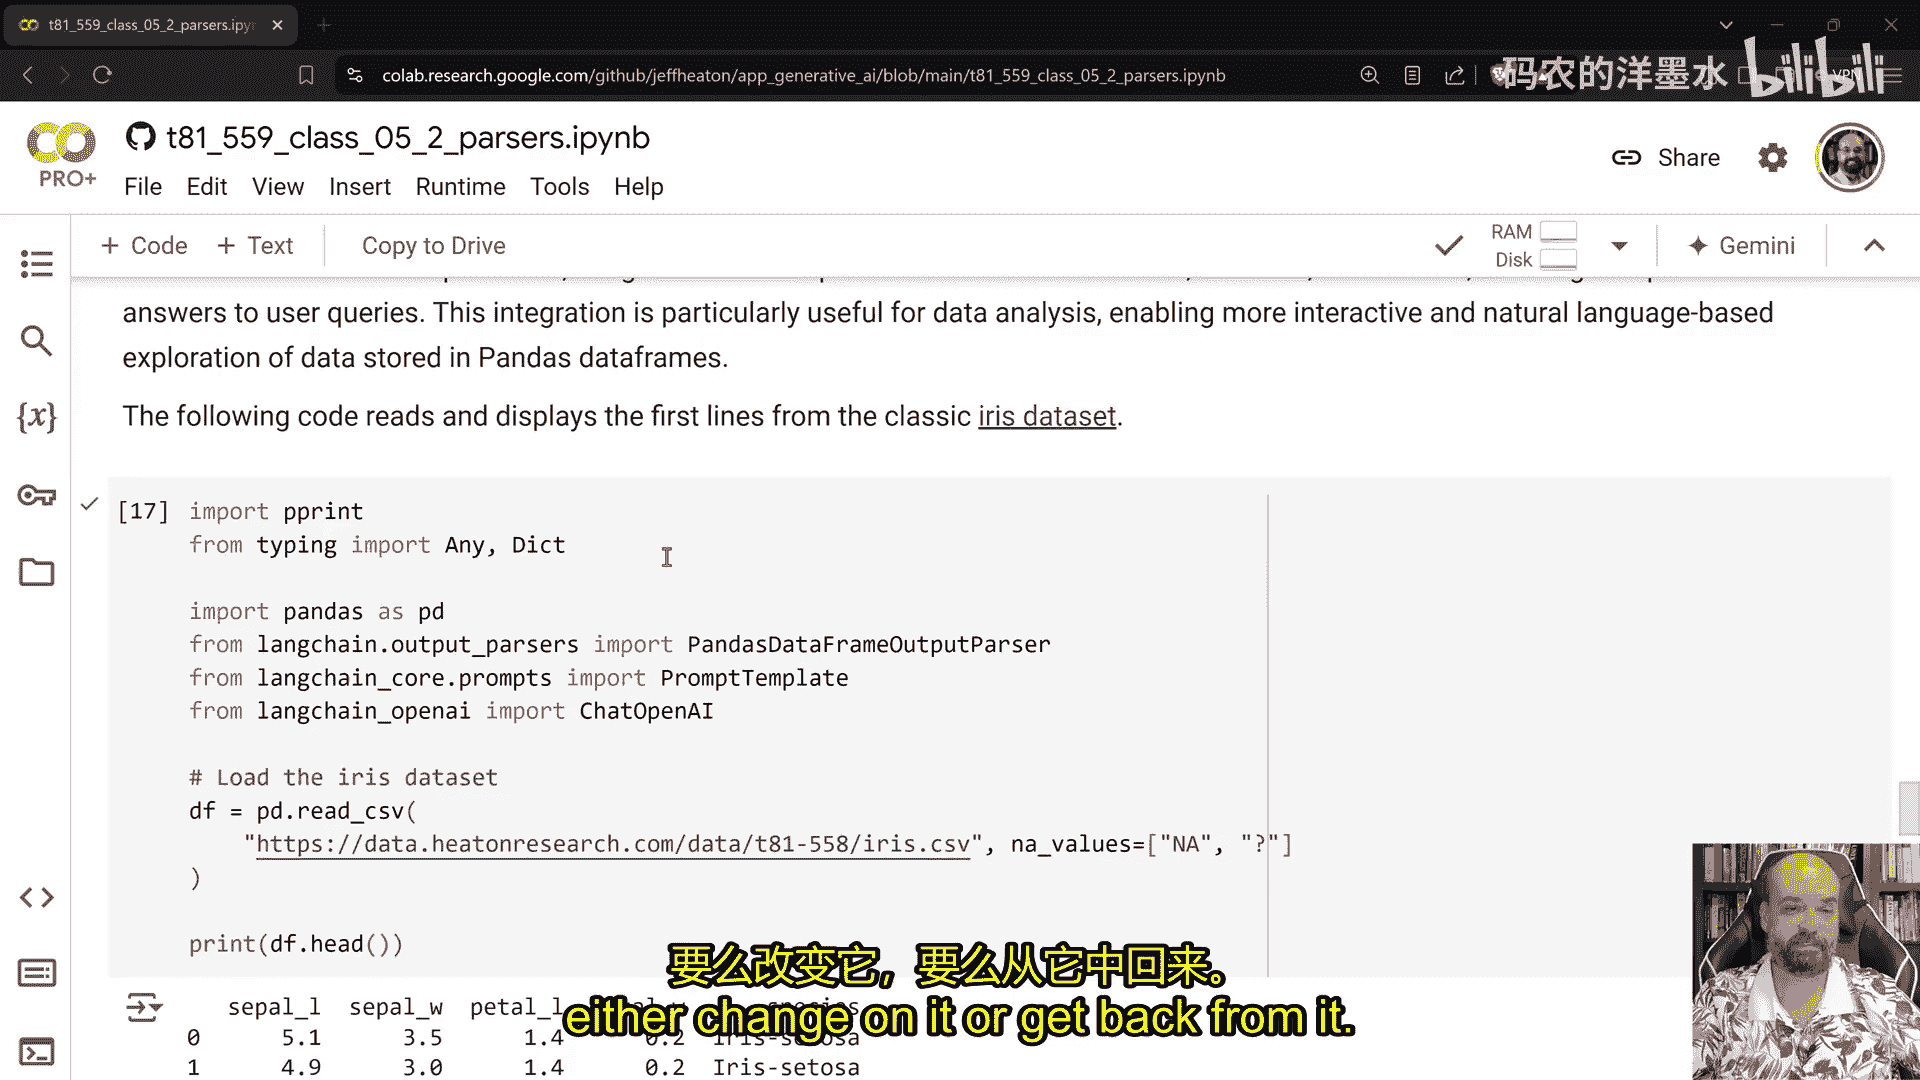 t81_559_class_05_2_parsers.ipy
colab.research.google.com/github/jeffheaton/app_generative_ai/blob/main/t81_559_class_05_2_parsers.ipynb
码农的洋墨水 bilibili
VPN
t81_559_class_05_2_parsers.ipynb
PRO+
File Edit View Insert Runtime Tools Help
Share
+ Code + Text Copy to Drive
RAM
Disk
Gemini
answers to user queries. This integration is particularly useful for data analysis, enabling more interactive and natural language-based
exploration of data stored in Pandas dataframes.
The following code reads and displays the first lines from the classic iris dataset.
[17] import pprint
from typing import Any, Dict
import pandas as pd
from langchain.output_parsers import PandasDataFrameOutputParser
from langchain_core.prompts import PromptTemplate
from langchain_openai import ChatOpenAI
# Load the iris dataset
df = pd.read_csv(
"https://data.heatonresearch.com/data/t81-558/iris.csv", na_values=["NA", "?"]
)
print(df.head())
要么改变它，要么从它中回来。
either change on it or get back from it.
sepal_l sepal_w petal_l
0 5.1 3.5 1.4 0.2 Iris-setosa
1 4.9 3.0 1.4 0.2 Iris-setosa